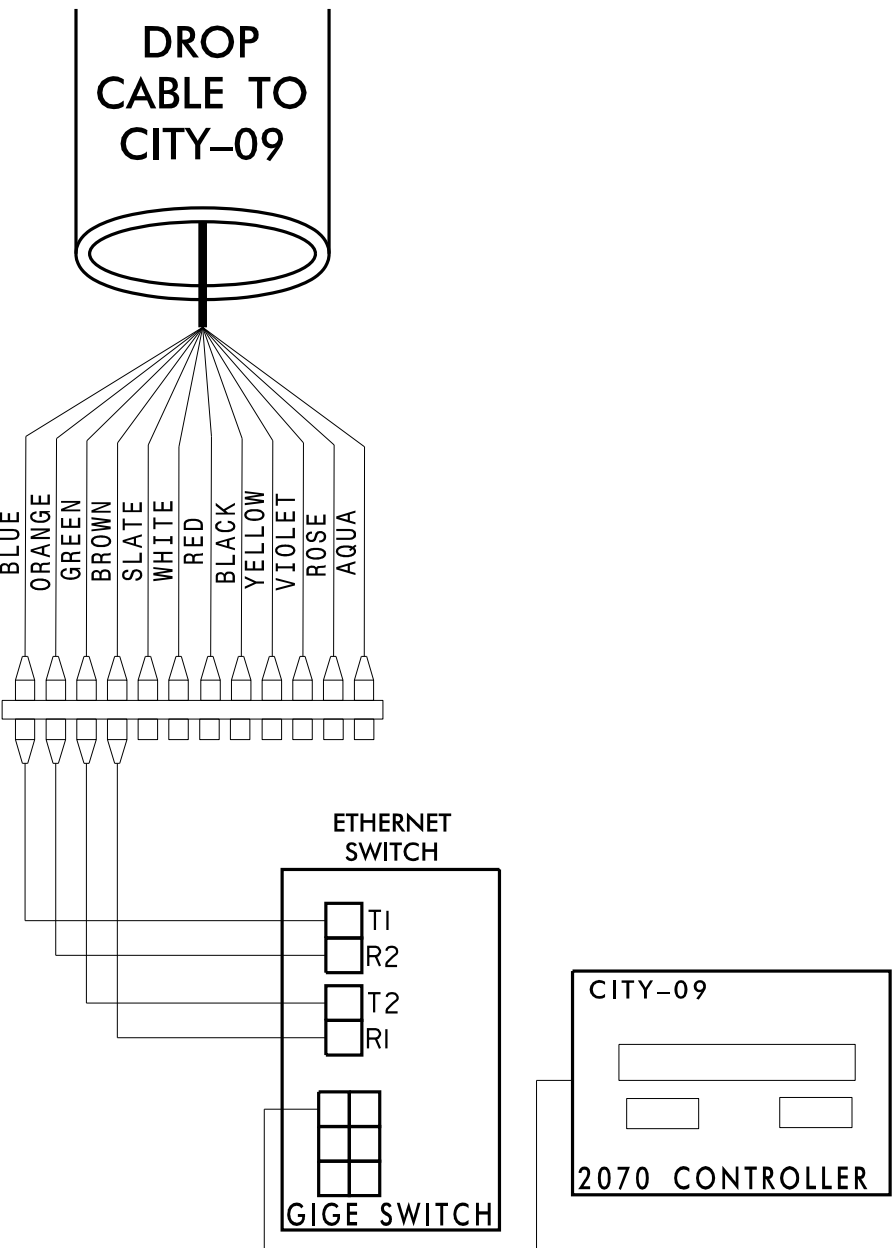 DROP
CABLE TO
CITY–09
BLUE
ORANGE
GREEN
BROWN
SLATE
WHITE
RED
BLACK
YELLOW
VIOLET
ROSE
AQUA
ETHERNET
SWITCH
T1
R2
T2
R1
GIGE SWITCH
CITY–09
2070 CONTROLLER